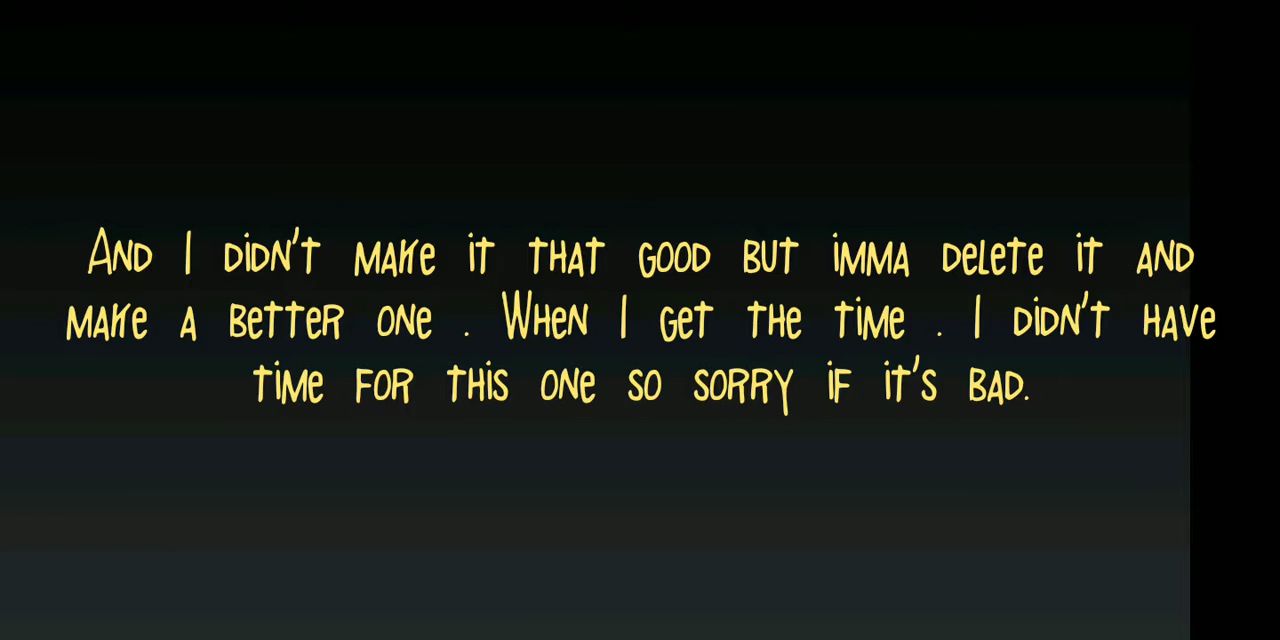 And I didn't make it that good but imma delete it and
make a better one . When I get the time . I didn't have
time for this one so sorry if it's bad.